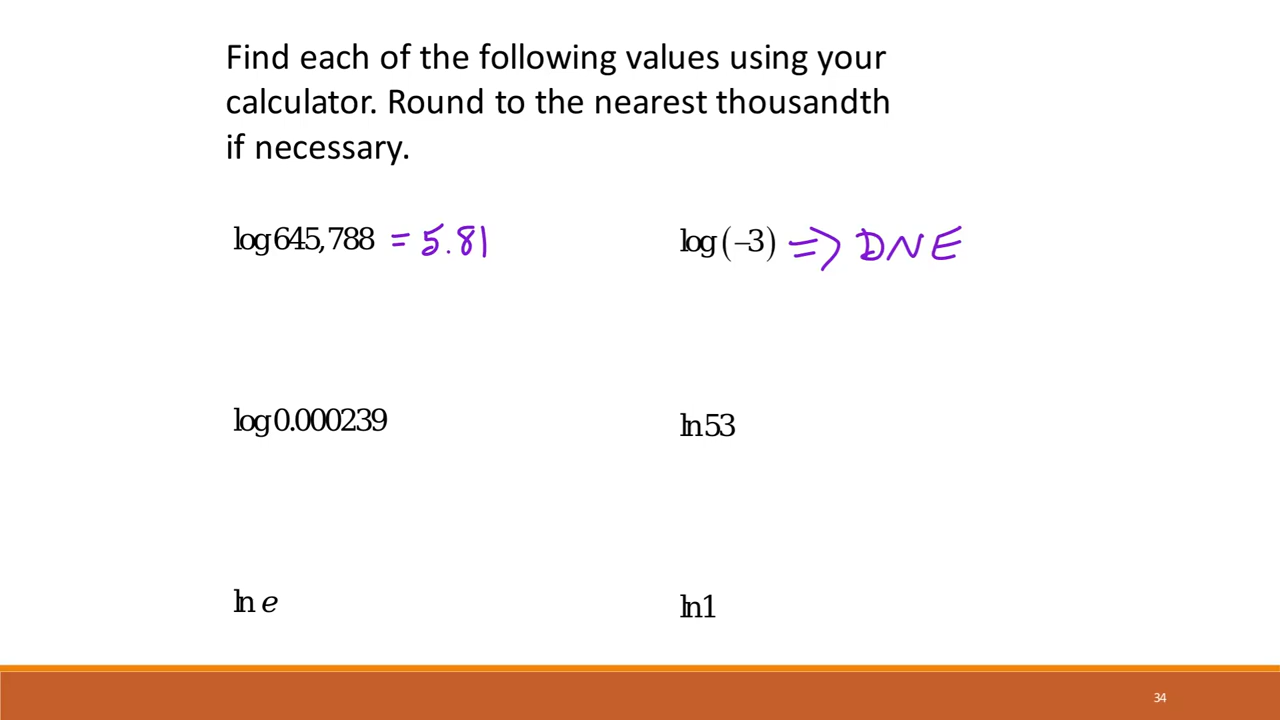 Find each of the following values using your
calculator. Round to the nearest thousandth
if necessary.
log 645,788 = 5.81
log (–3) => DNE
log 0.000239
ln 53
ln e
ln 1
34